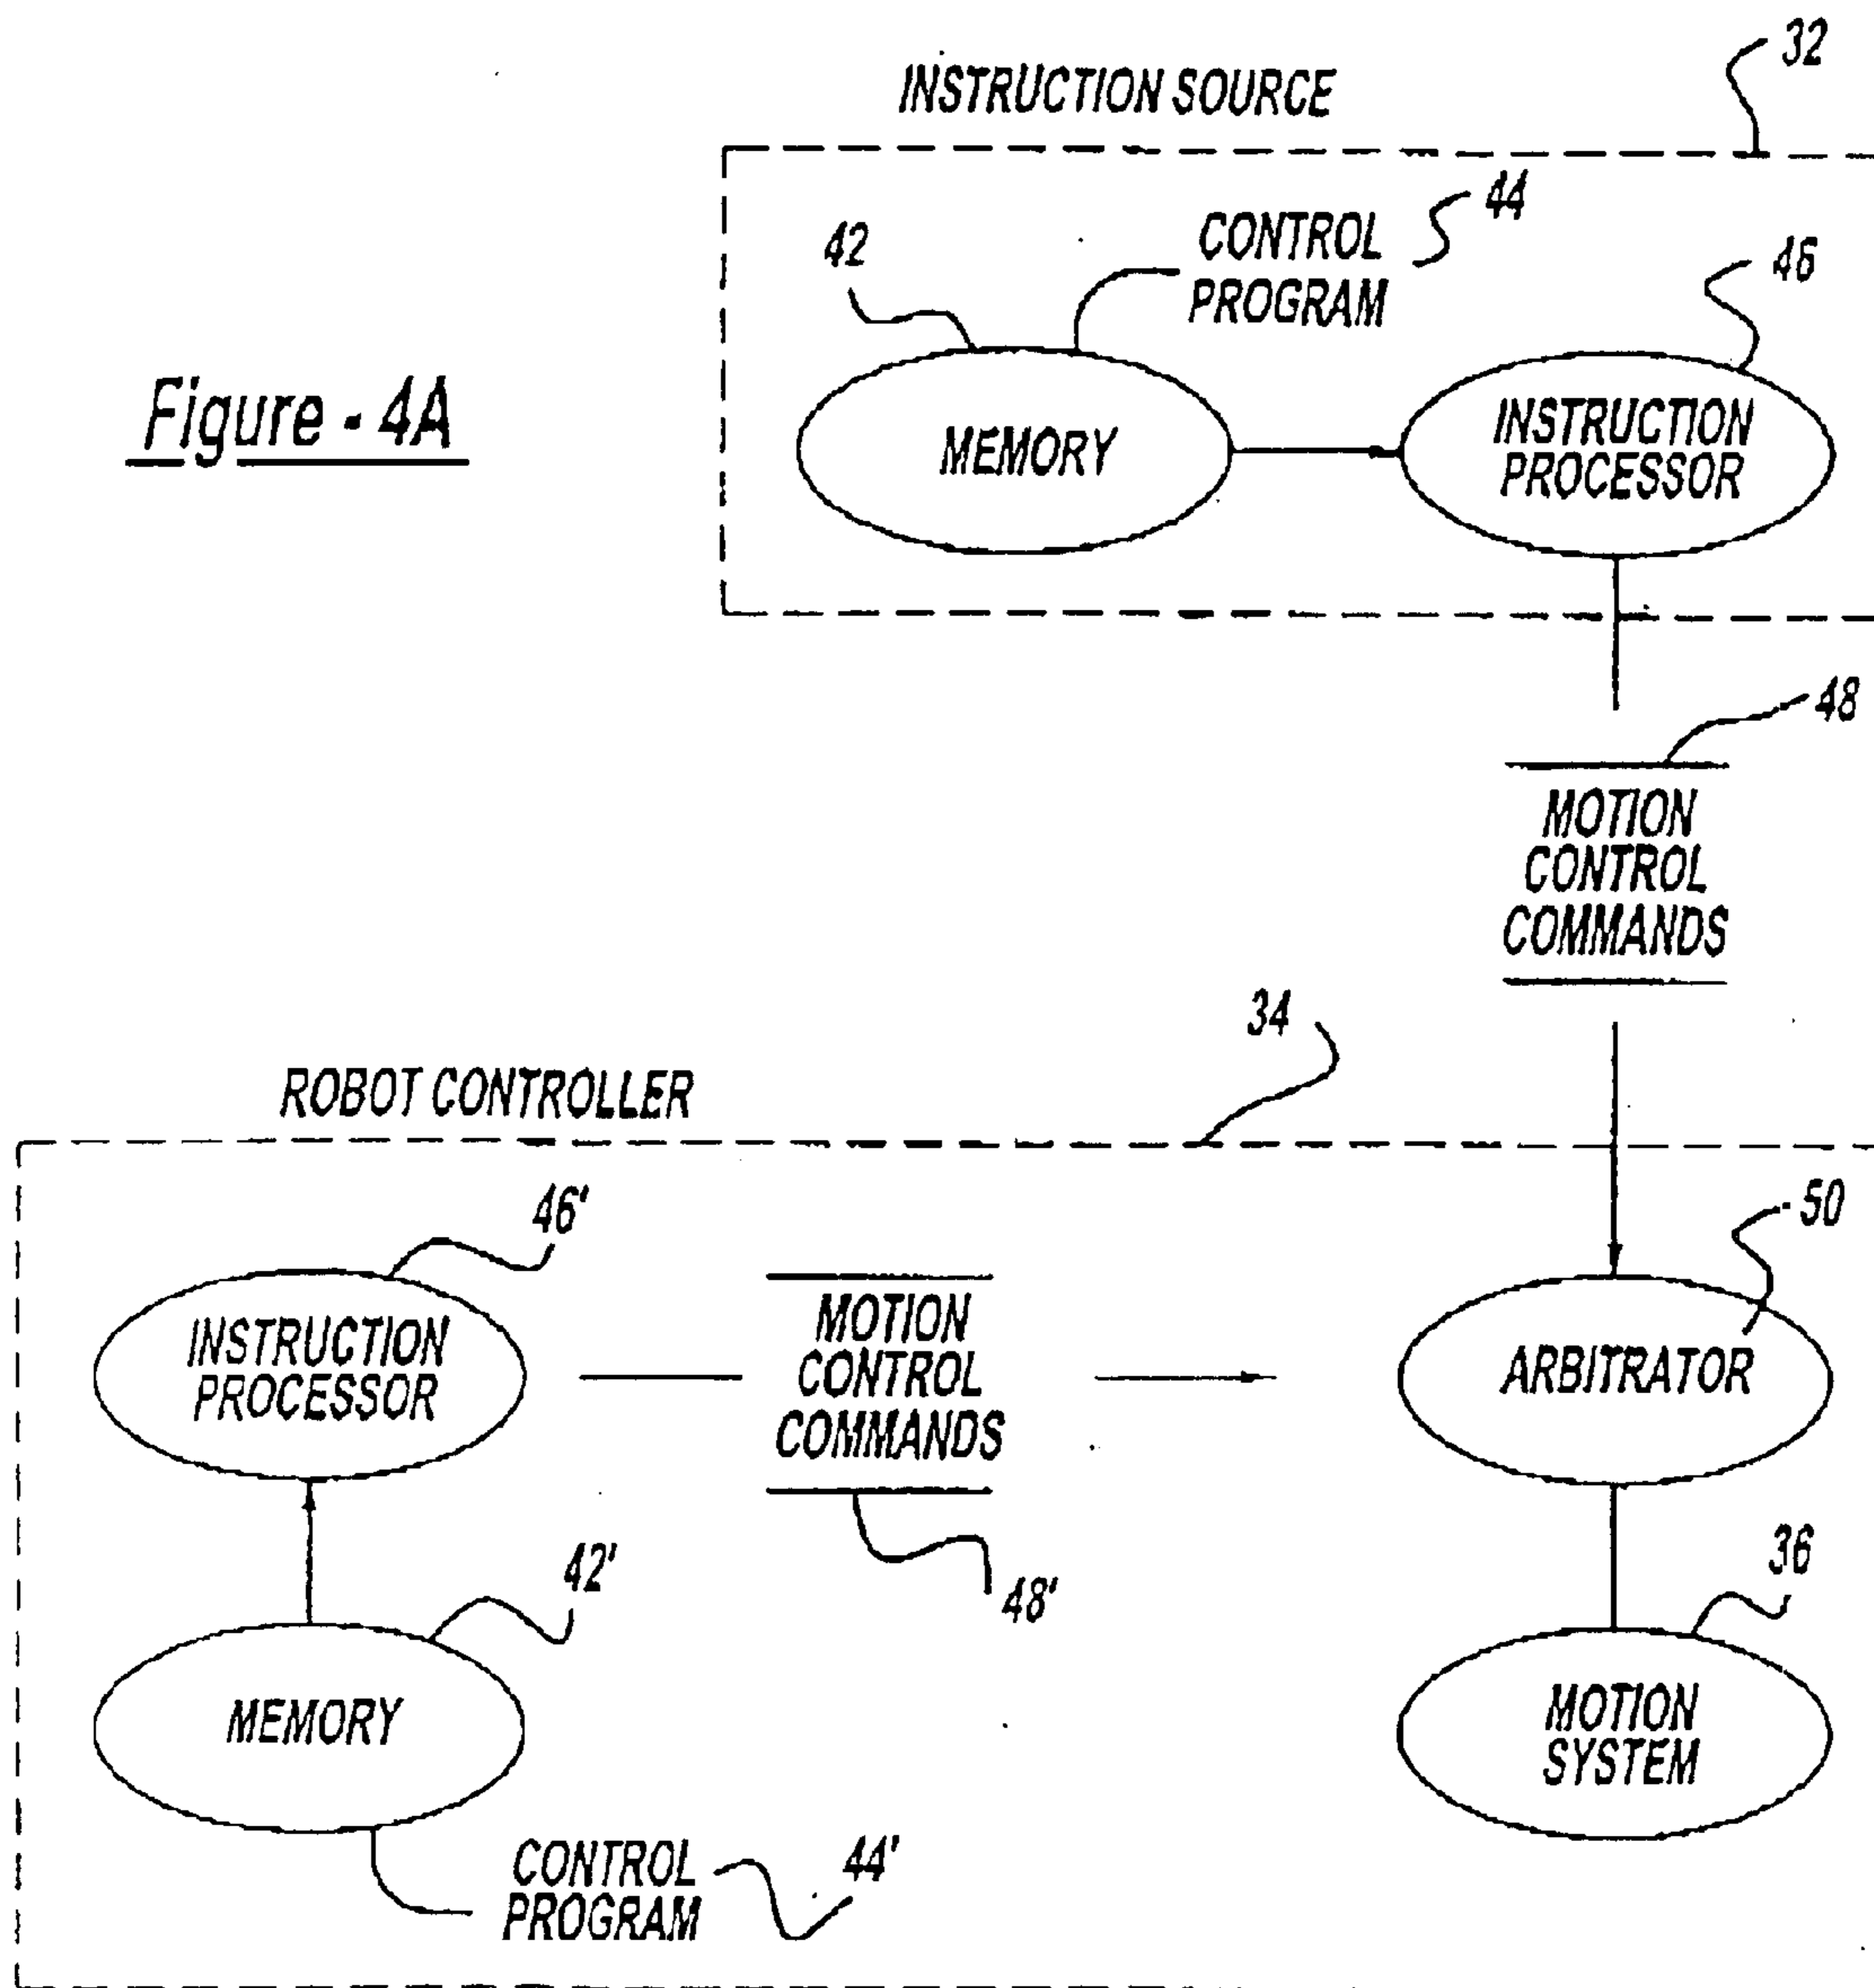 32
INSTRUCTION SOURCE
44
CONTROL
PROGRAM
42
46
Figure - 4A
MEMORY
INSTRUCTION
PROCESSOR
48
MOTION
CONTROL
COMMANDS
34
ROBOT CONTROLLER
46'
50
INSTRUCTION
PROCESSOR
MOTION
CONTROL
COMMANDS
ARBITRATOR
42'
48'
36
MEMORY
MOTION
SYSTEM
CONTROL
PROGRAM
44'